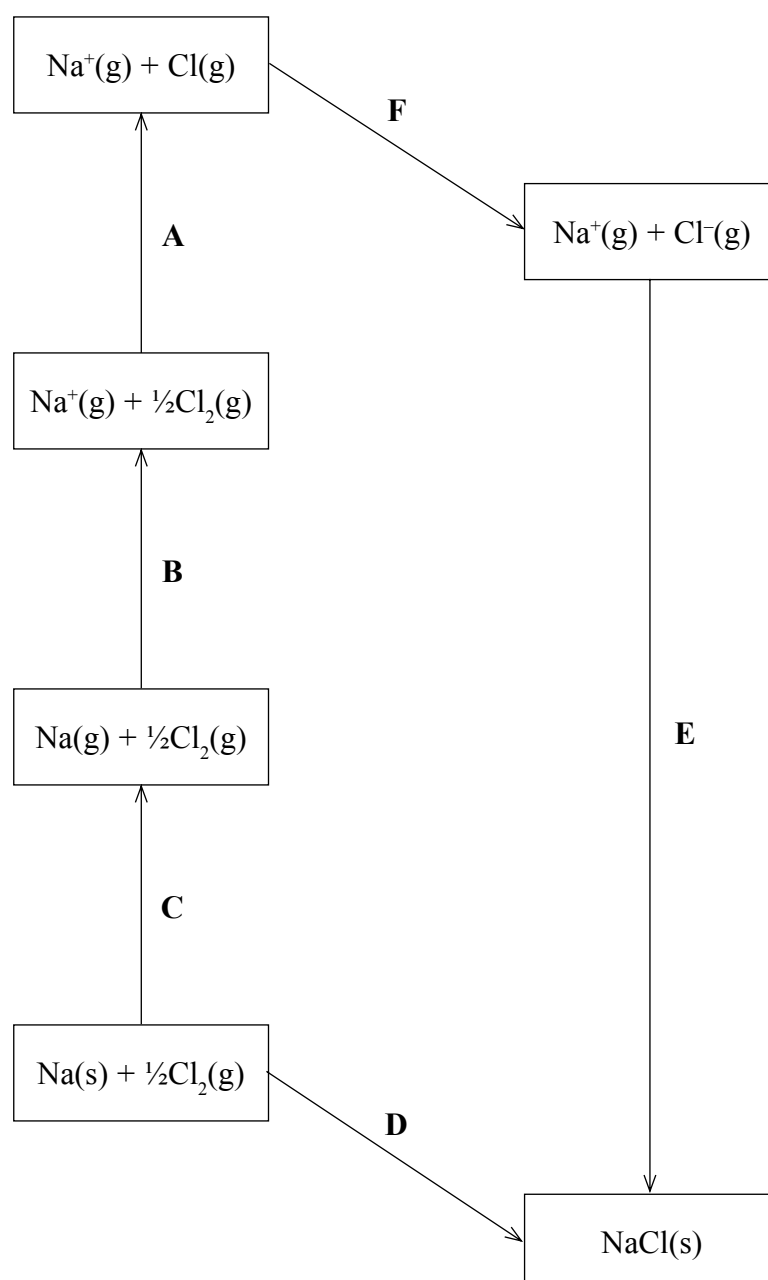 Na⁺(g) + Cl(g)
F
Na⁺(g) + Cl⁻(g)
A
Na⁺(g) + ½Cl₂(g)
B
Na(g) + ½Cl₂(g)
E
C
Na(s) + ½Cl₂(g)
D
NaCl(s)